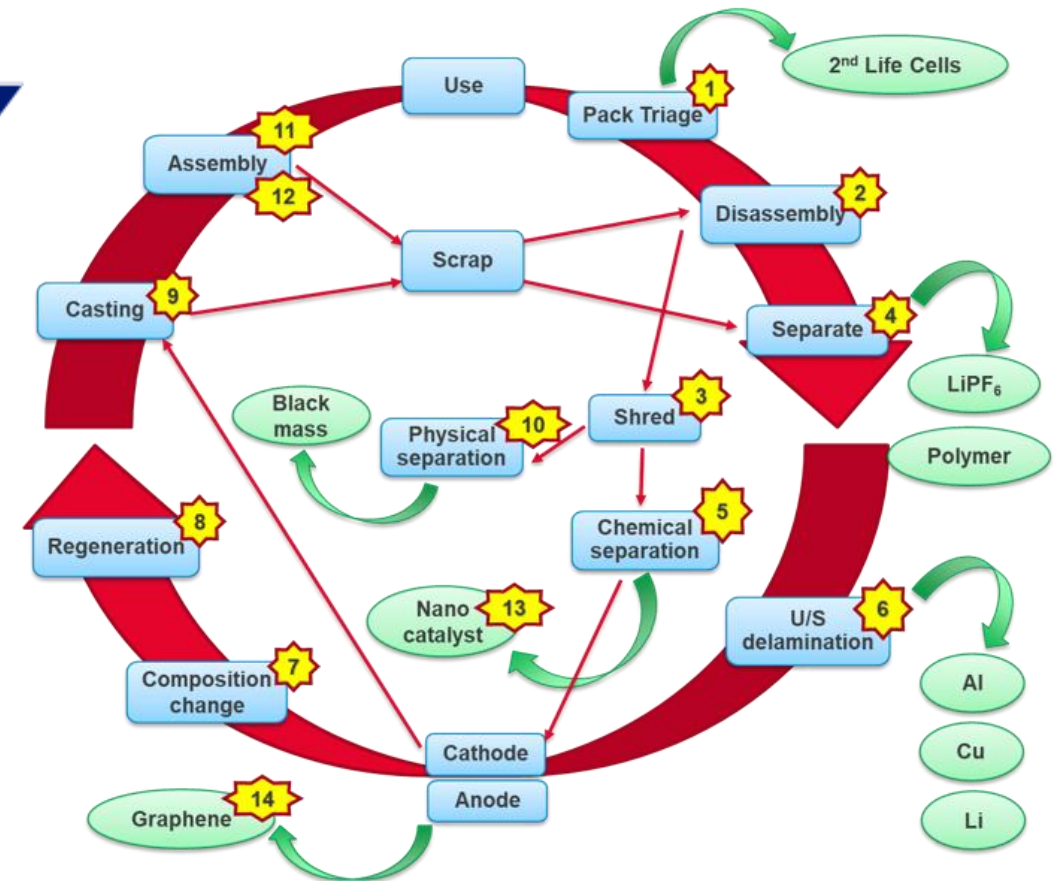 Use
1
Pack Triage
2nd Life Cells
11
Assembly
12
2
Disassembly
Scrap
9
Casting
4
Separate
LiPF₆
Polymer
Black
mass
10
Physical
separation
3
Shred
8
Regeneration
5
Chemical
separation
Nano
catalyst
13
6
U/S
delamination
7
Composition
change
Al
Cu
Li
Cathode
Anode
14
Graphene